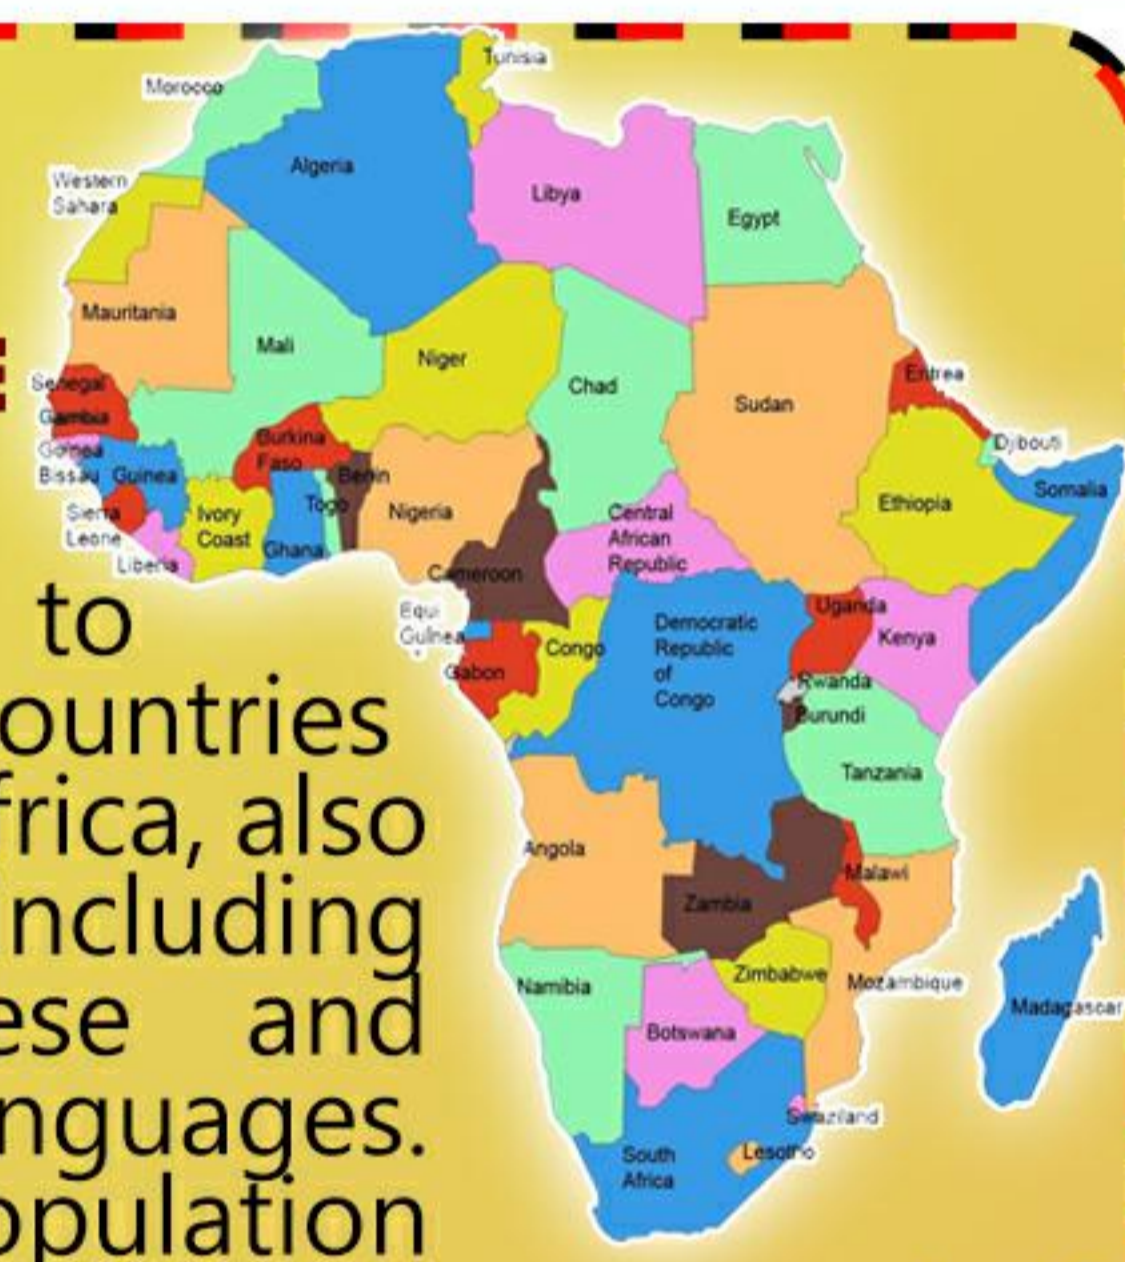 Tunisia
Morocco
Algeria
Western
Sahara
Libya
Egypt
Mauritania
Mali
Niger
Chad
Sudan
Eritrea
Senegal
Gambia
Guinea
Bissau
Guinea
Burkina
Faso
Benin
Togo
Nigeria
Djibouti
Somalia
Ethiopia
Sierra
Leone
Ivory
Coast
Ghana
Liberia
Central
African
Republic
Cameroon
Equi
Guinea
Gabon
Congo
Democratic
Republic
of
Congo
Uganda
Kenya
Rwanda
Burundi
Tanzania
Angola
Zambia
Malawi
Namibia
Zimbabwe
Mozambique
Botswana
Madagascar
Swaziland
South
Africa
Lesotho
to
ountries
frica, also
ncluding
ese and
nguages.
opulation